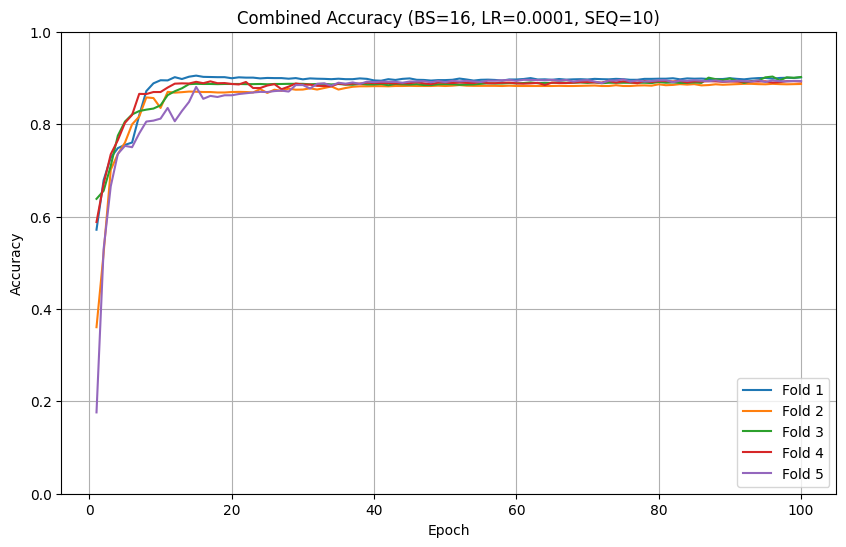 Combined Accuracy (BS=16, LR=0.0001, SEQ=10)
1.0
0.8
0.6
0.4
0.2
0.0
Accuracy
0 20 40 60 80 100
Epoch
Fold 1
Fold 2
Fold 3
Fold 4
Fold 5